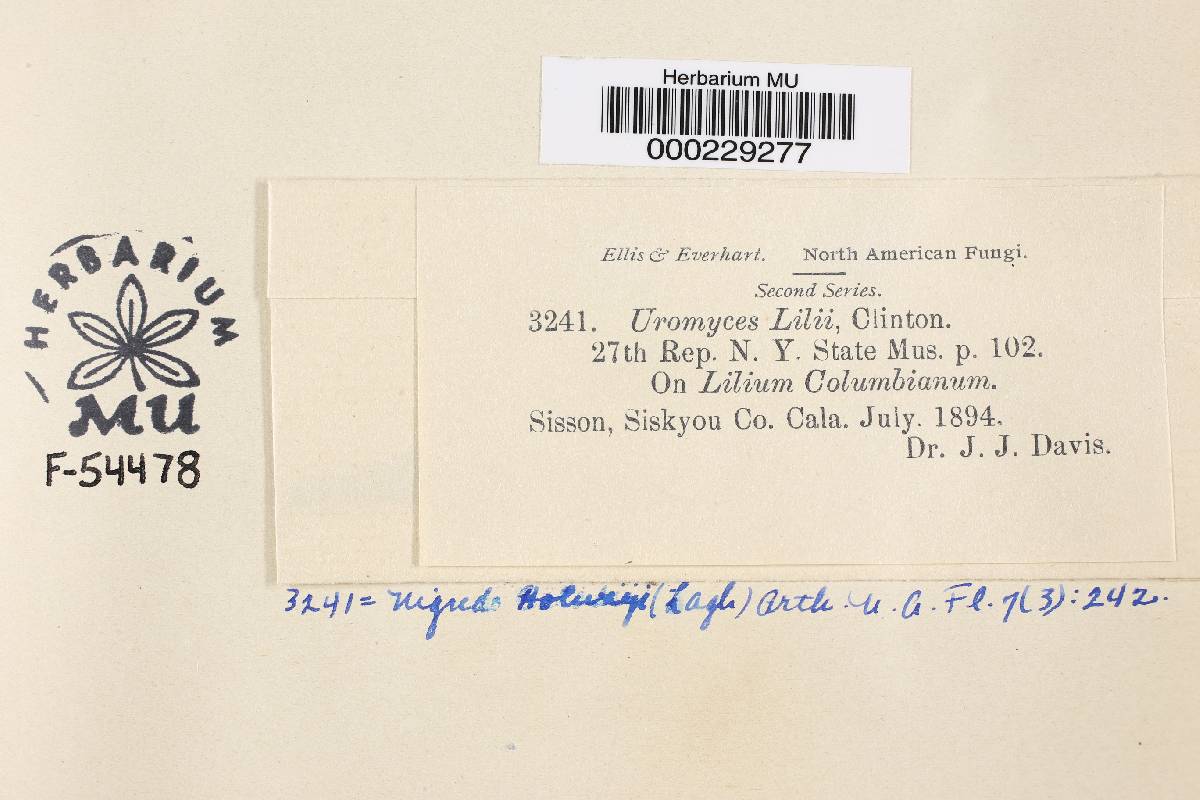 Herbarium MU
000229277
HERBARIUM
MU
F-54478
Ellis & Everhart. North American Fungi.
Second Series.
3241. Uromyces Lilii, Clinton.
27th Rep. N. Y. State Mus. p. 102.
On Lilium Columbianum.
Sisson, Siskyou Co. Cala. July. 1894.
Dr. J. J. Davis.
3241 = Nigredo Holwayi (Lagh) Arth. N. A. Fl. 7(3): 242.